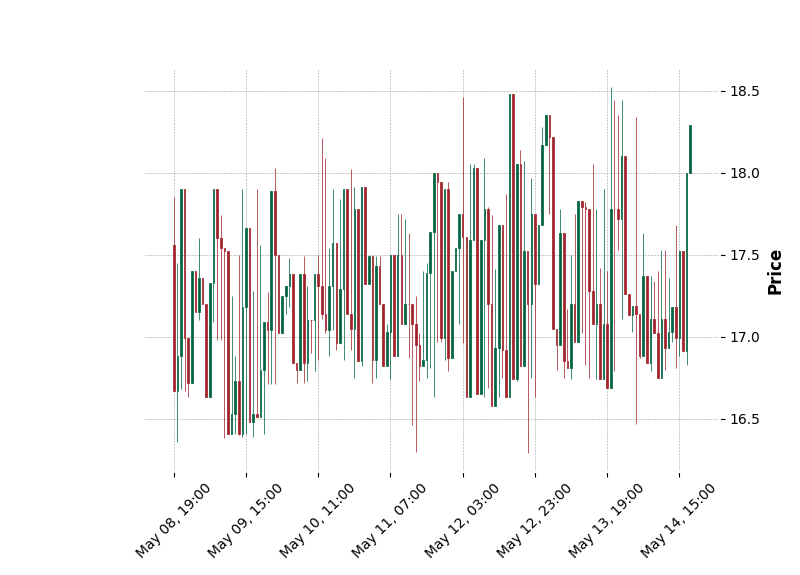 18.5
18.0
17.5
17.0
16.5
Price
May 08, 19:00
May 09, 15:00
May 10, 11:00
May 11, 07:00
May 12, 03:00
May 12, 23:00
May 13, 19:00
May 14, 15:00